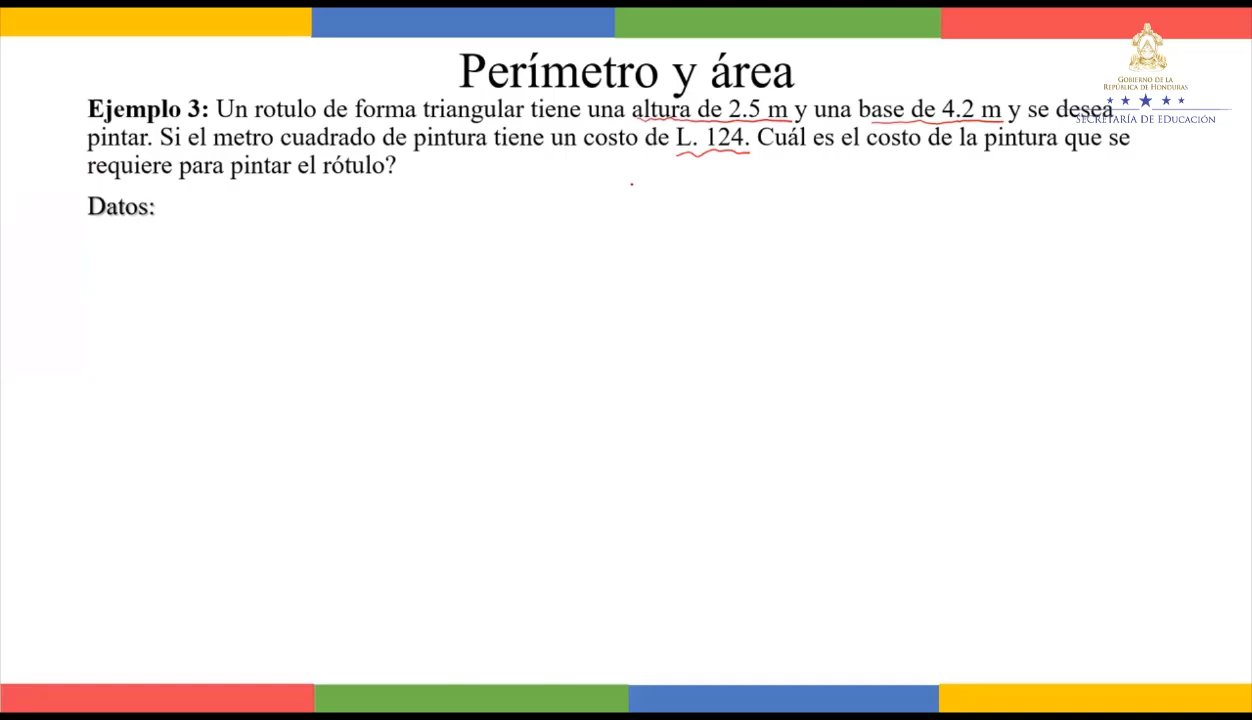 Perímetro y área
GOBIERNO DE LA
REPÚBLICA DE HONDURAS
SECRETARÍA DE EDUCACIÓN
Ejemplo 3: Un rotulo de forma triangular tiene una altura de 2.5 m y una base de 4.2 m y se desea
pintar. Si el metro cuadrado de pintura tiene un costo de L. 124. Cuál es el costo de la pintura que se
requiere para pintar el rótulo?
Datos: